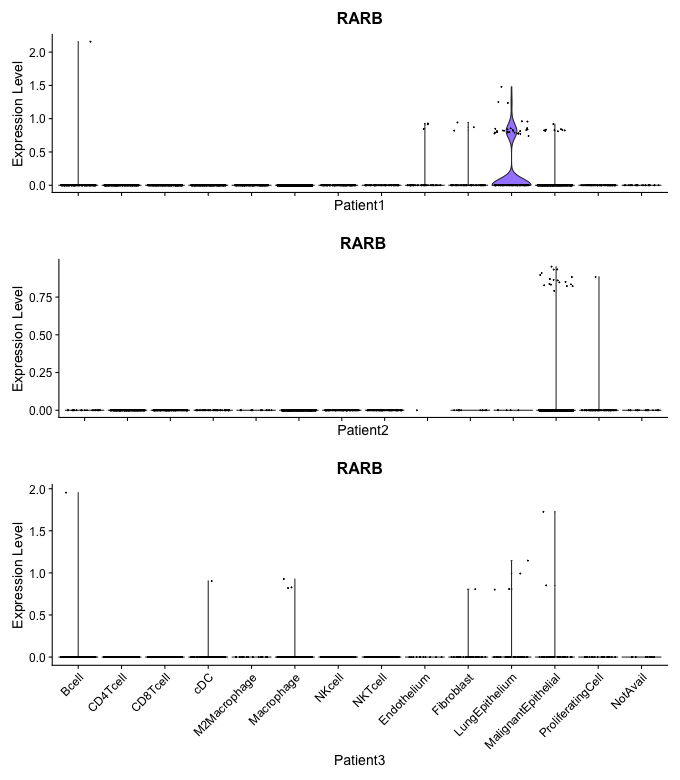 RARB
Expression Level
2.0
1.5
1.0
0.5
0.0
Patient1
RARB
Expression Level
0.75
0.50
0.25
0.00
Patient2
RARB
Expression Level
2.0
1.5
1.0
0.5
0.0
Bcell
CD4Tcell
CD8Tcell
cDC
M2Macrophage
Macrophage
NKcell
NKTcell
Endothelium
Fibroblast
LungEpithelium
MalignantEpithelial
ProliferatingCell
NotAvail
Patient3